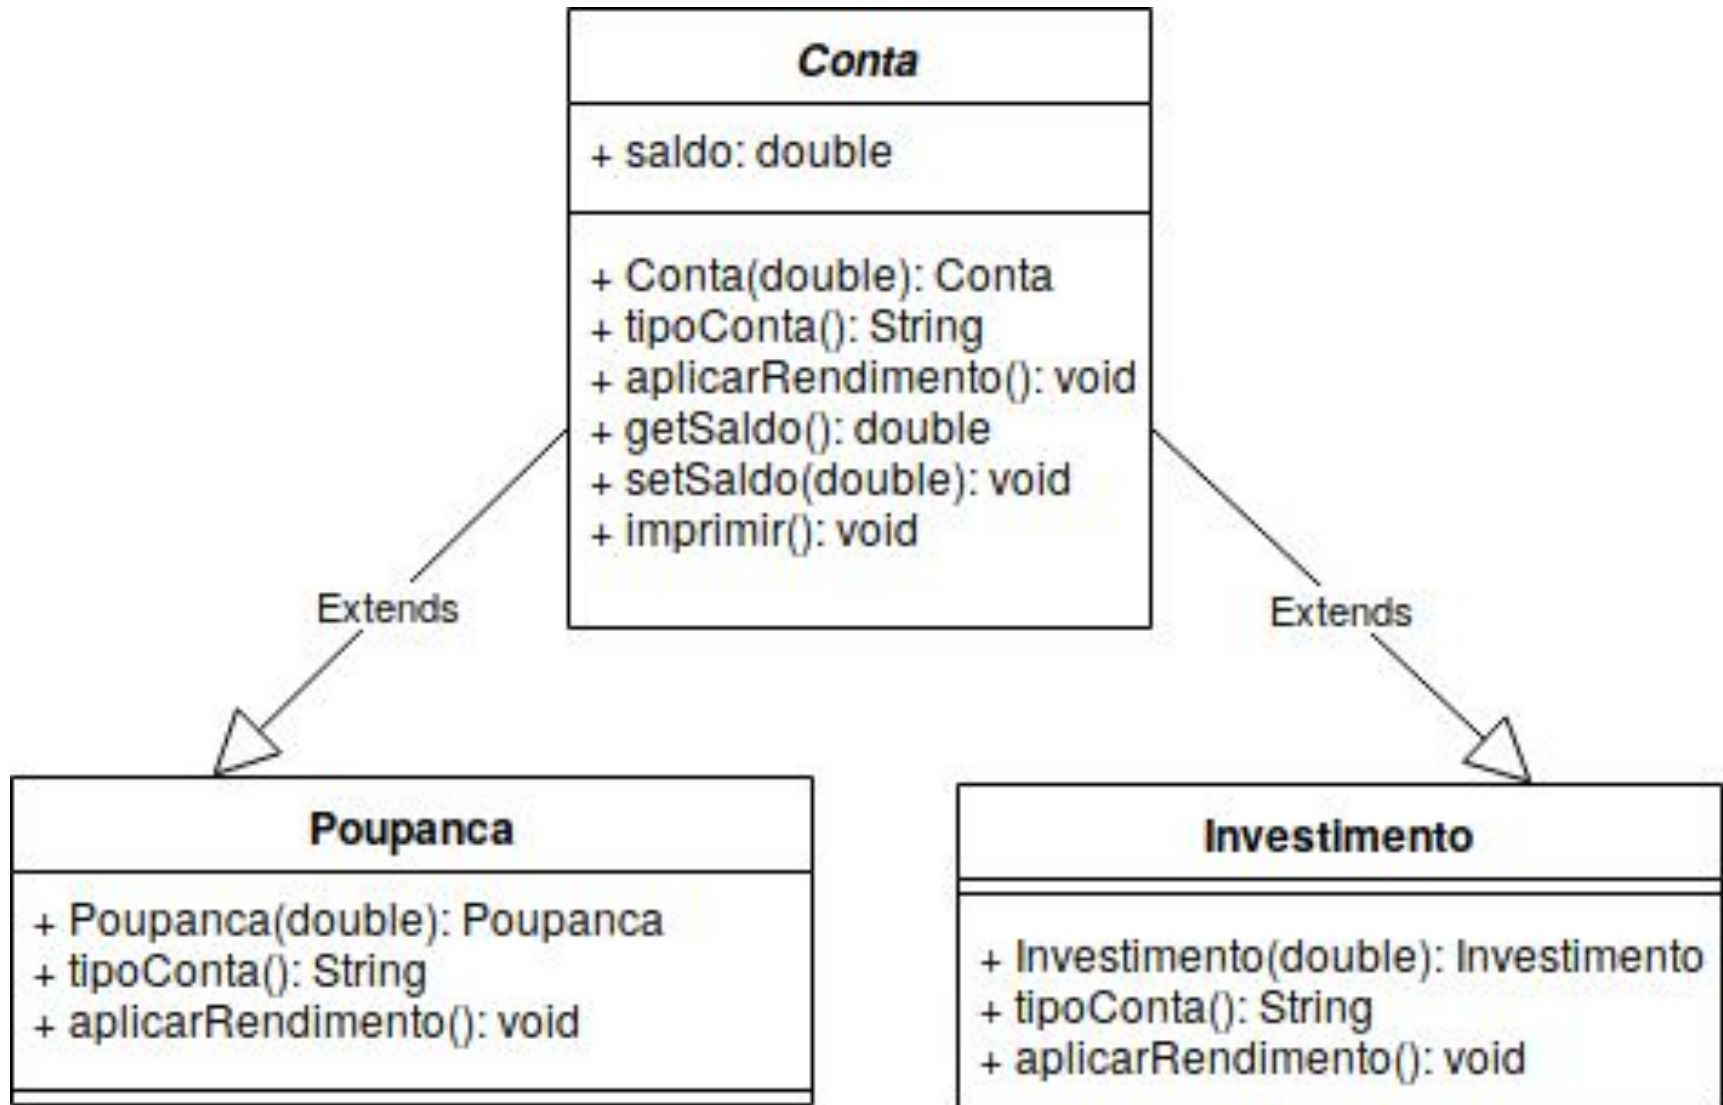 Conta
+ saldo: double
+ Conta(double): Conta
+ tipoConta(): String
+ aplicarRendimento(): void
+ getSaldo(): double
+ setSaldo(double): void
+ imprimir(): void
Extends
Extends
Poupanca
+ Poupanca(double): Poupanca
+ tipoConta(): String
+ aplicarRendimento(): void
Investimento
+ Investimento(double): Investimento
+ tipoConta(): String
+ aplicarRendimento(): void